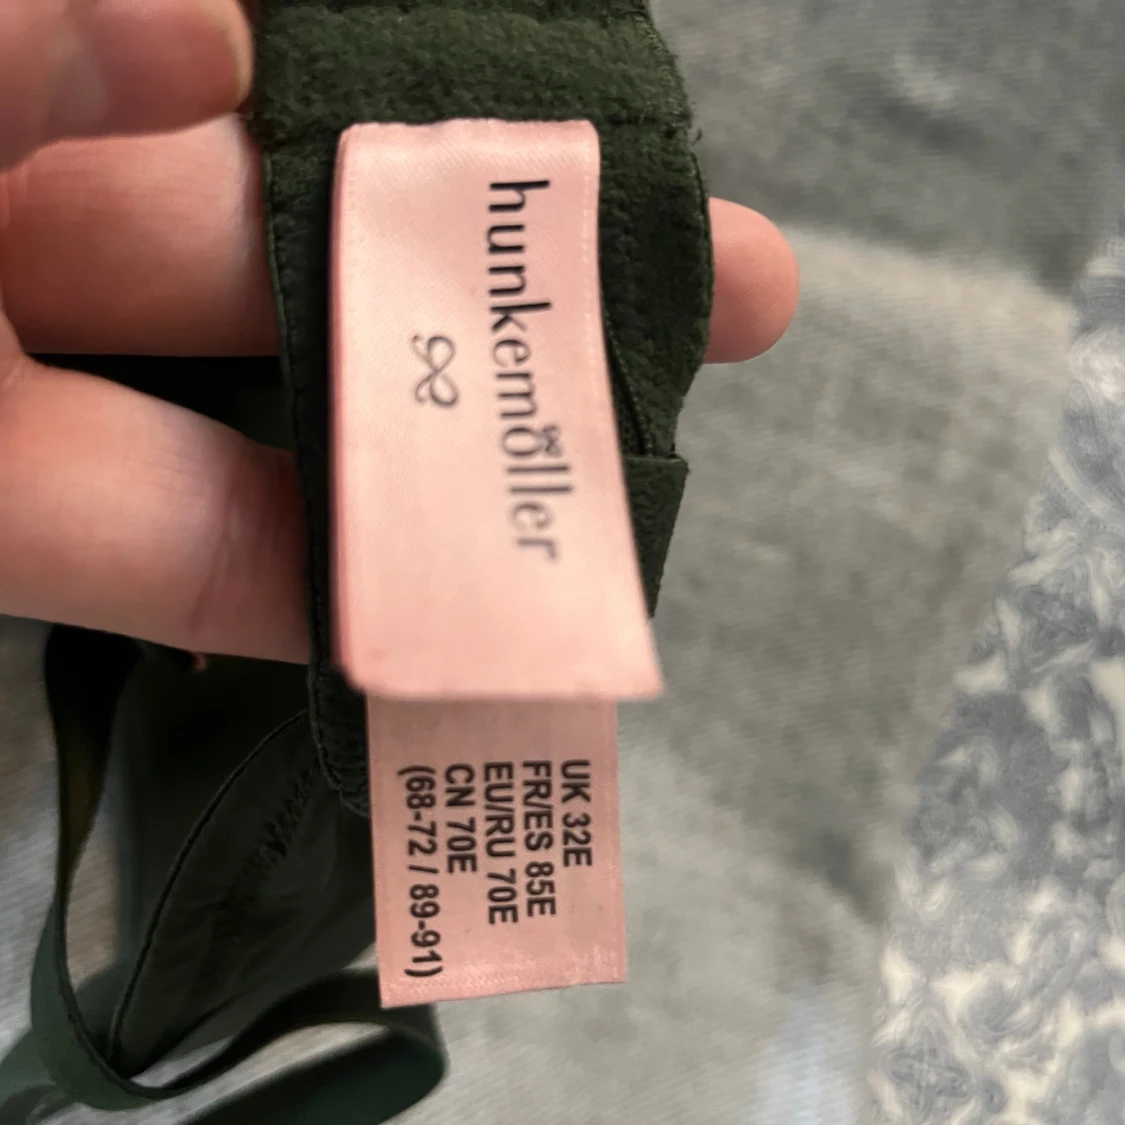 hunkemöller
UK 32E
FR/ES 85E
EU/RU 70E
CN 70E
(68-72 / 89-91)